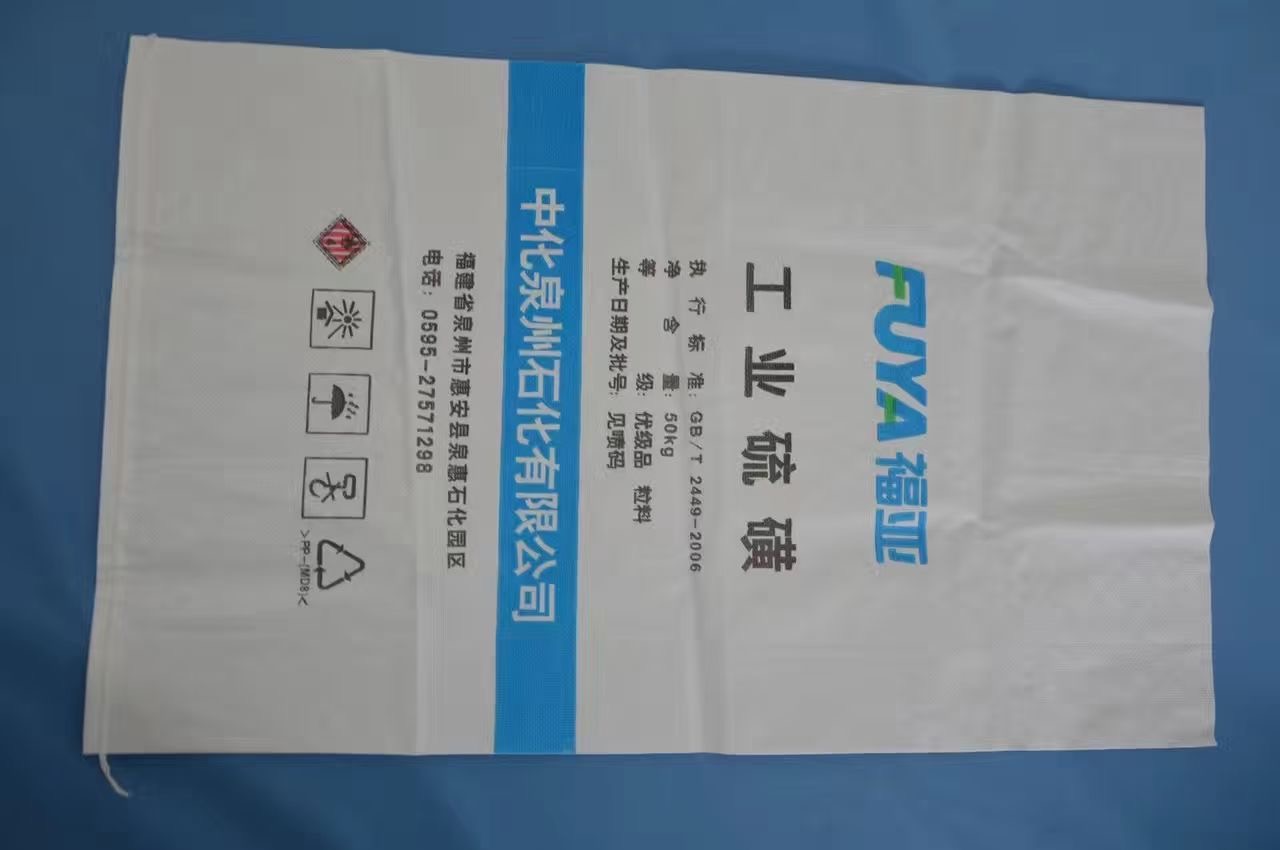 FUYA 福亚
工业硫磺
执行标准: GB/T 2449-2006
净含量: 50kg
等级: 优级品 粒料
生产日期及批号: 见喷码
中化泉州石化有限公司
福建省泉州市惠安县泉惠石化园区
电话: 0595-27571298
>PP-(MD8)<